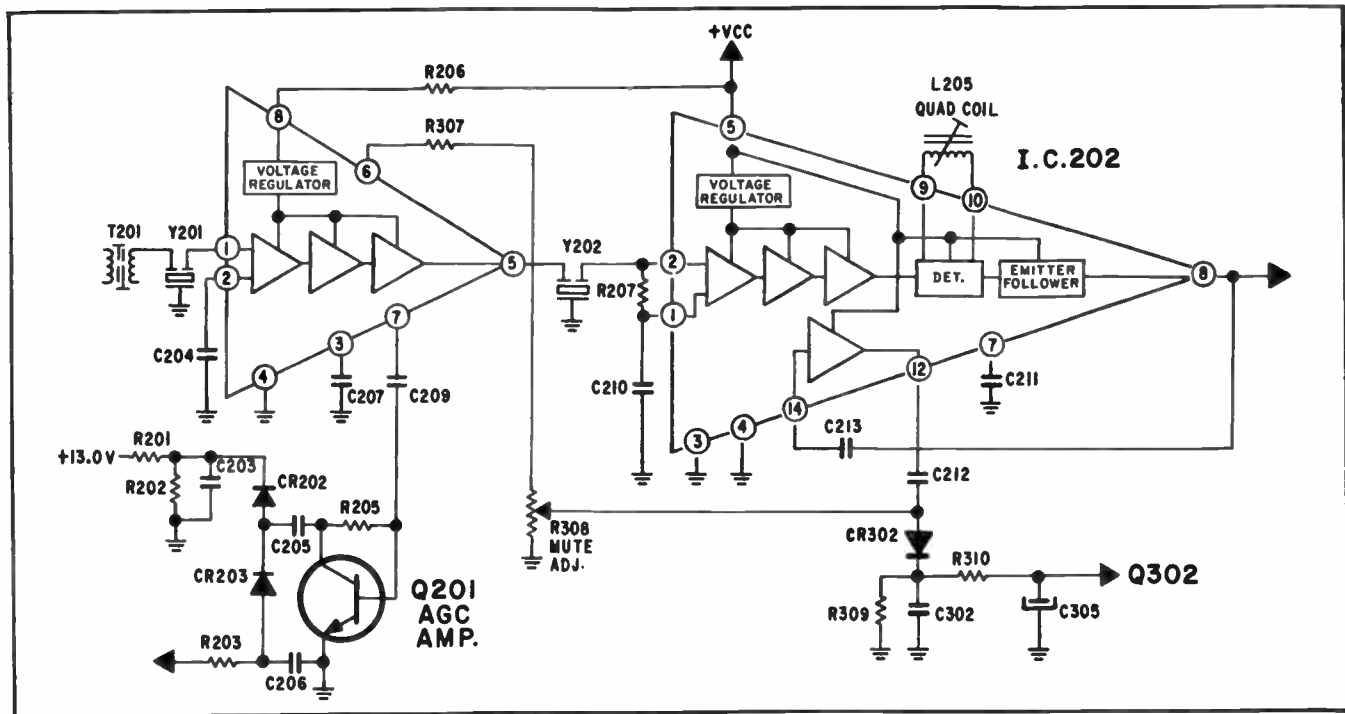 +VCC
R206
L205
QUAD COIL
R307
I.C.202
8
5
6
VOLTAGE
REGULATOR
VOLTAGE
REGULATOR
9
10
T201
Y201
1
2
5
Y202
2
R207
1
DET.
EMITTER
FOLLOWER
8
C204
4
3
7
C207
C209
C210
3
4
14
12
7
C211
C213
C212
R201
+13.0V
C203
R202
CR202
R205
C205
CR203
Q201
AGC
AMP.
R203
C206
R308
MUTE
ADJ.
CR302
R310
Q302
R309
C302
C305